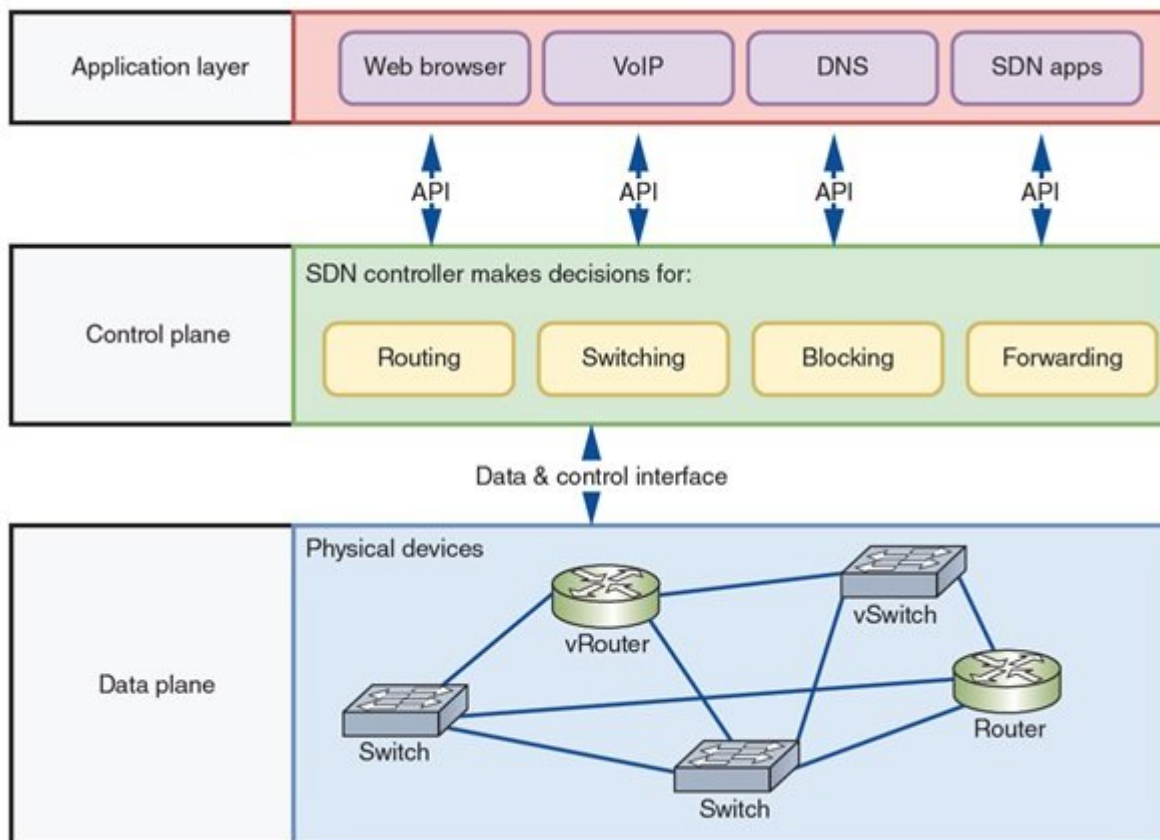 Application layer
Web browser
VoIP
DNS
SDN apps
API
API
API
API
Control plane
SDN controller makes decisions for:
Routing
Switching
Blocking
Forwarding
Data & control interface
Data plane
Physical devices
vRouter
vSwitch
Switch
Router
Switch